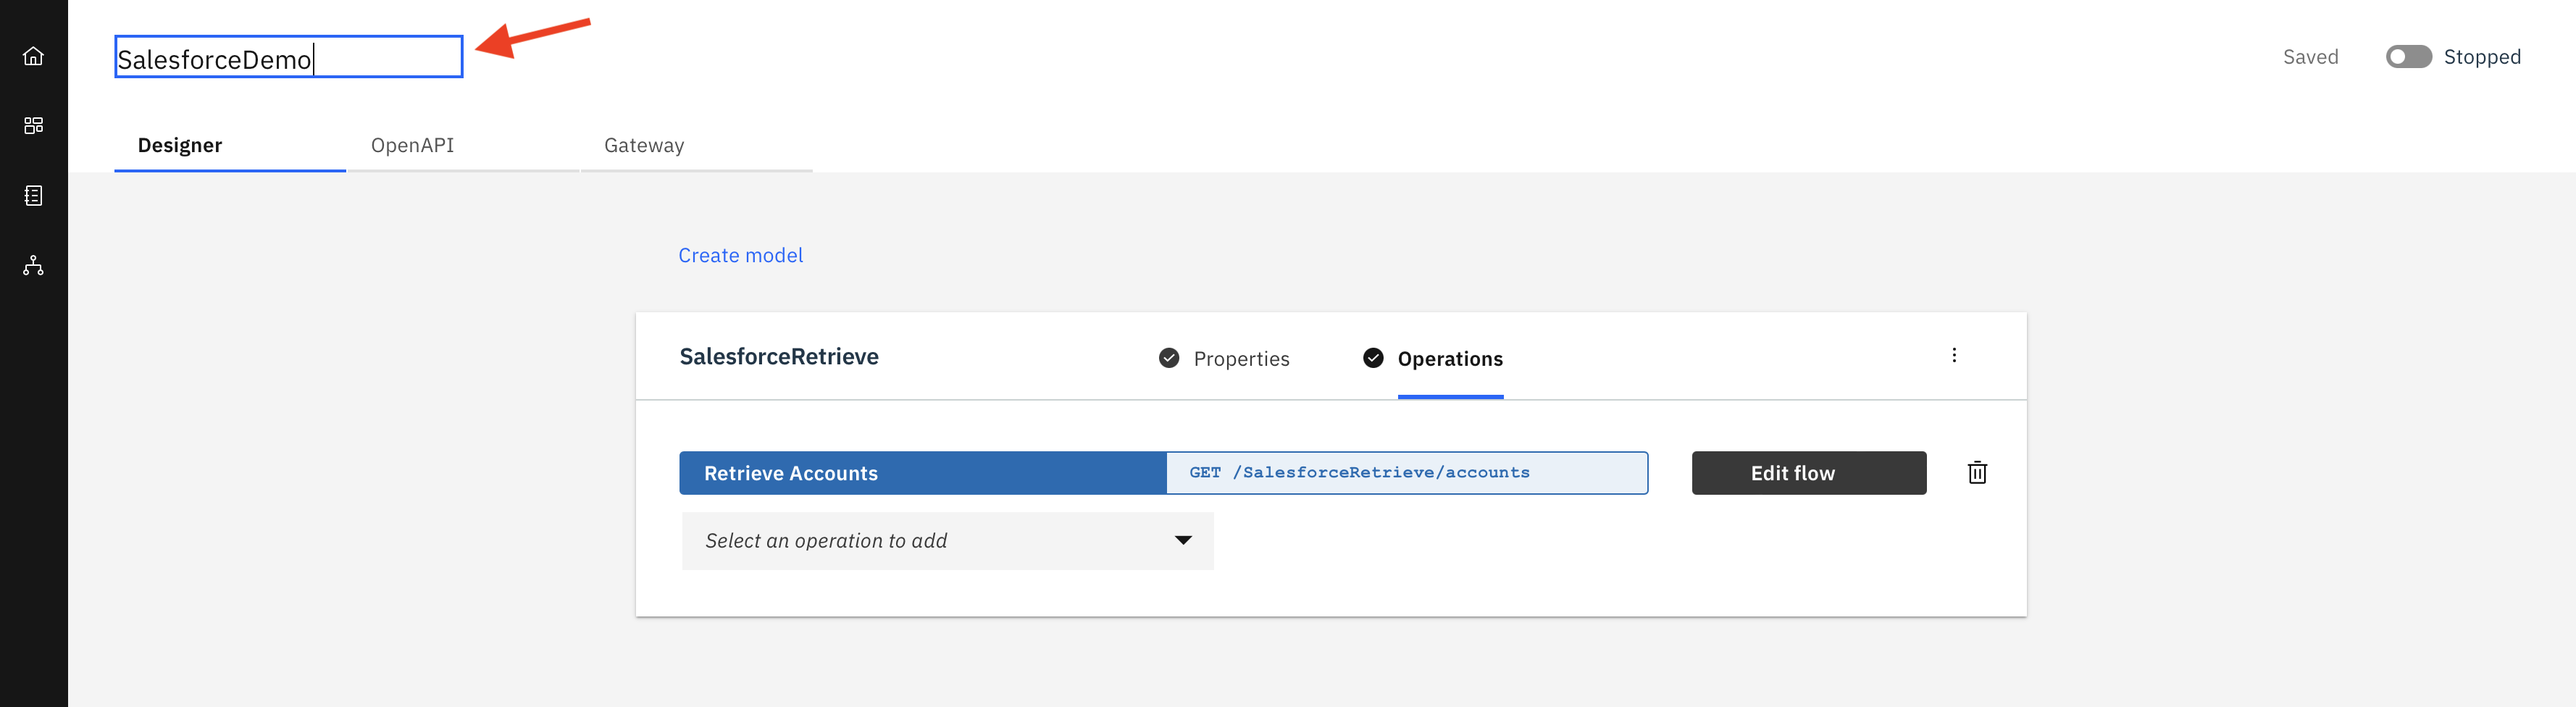 SalesforceDemo
Saved
Stopped
Designer
OpenAPI
Gateway
Create model
SalesforceRetrieve
Properties
Operations
Retrieve Accounts
GET /SalesforceRetrieve/accounts
Edit flow
Select an operation to add